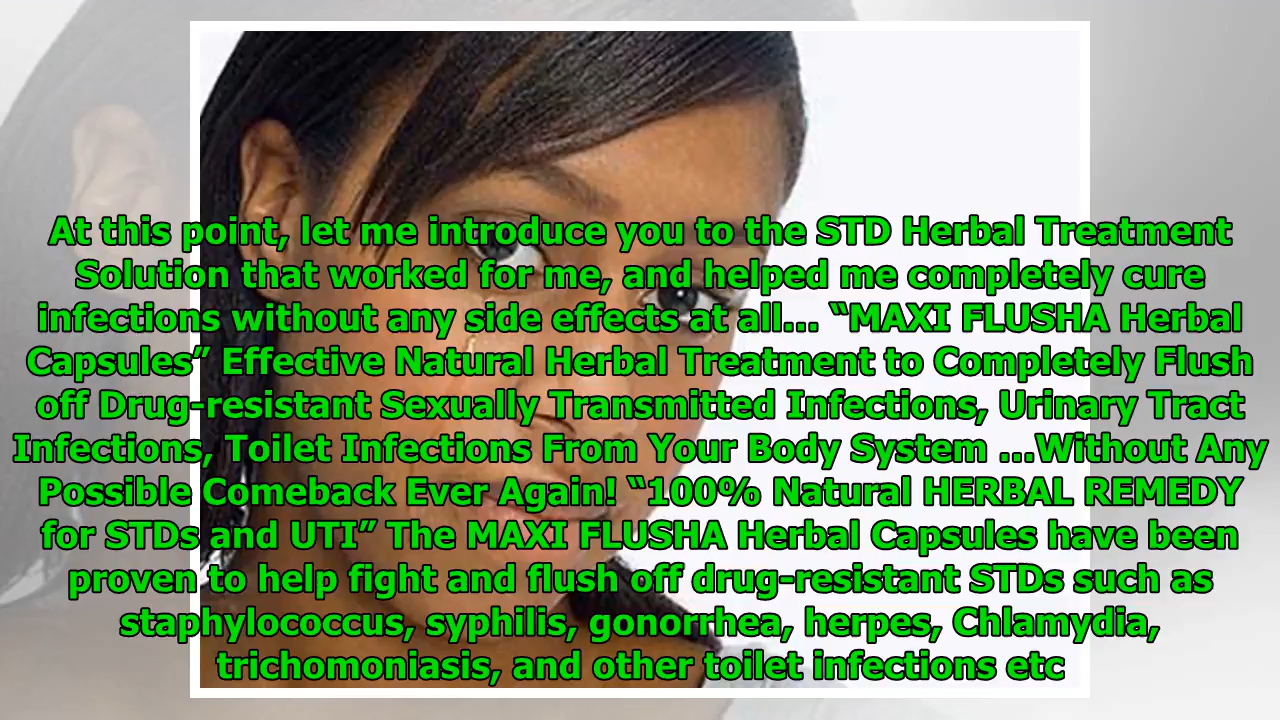 At this point, let me introduce you to the STD Herbal Treatment
Solution that worked for me, and helped me completely cure
infections without any side effects at all... “MAXI FLUSHA Herbal
Capsules” Effective Natural Herbal Treatment to Completely Flush
off Drug-resistant Sexually Transmitted Infections, Urinary Tract
Infections, Toilet Infections From Your Body System ...Without Any
Possible Comeback Ever Again! “100% Natural HERBAL REMEDY
for STDs and UTI” The MAXI FLUSHA Herbal Capsules have been
proven to help fight and flush off drug-resistant STDs such as
staphylococcus, syphilis, gonorrhea, herpes, Chlamydia,
trichomoniasis, and other toilet infections etc